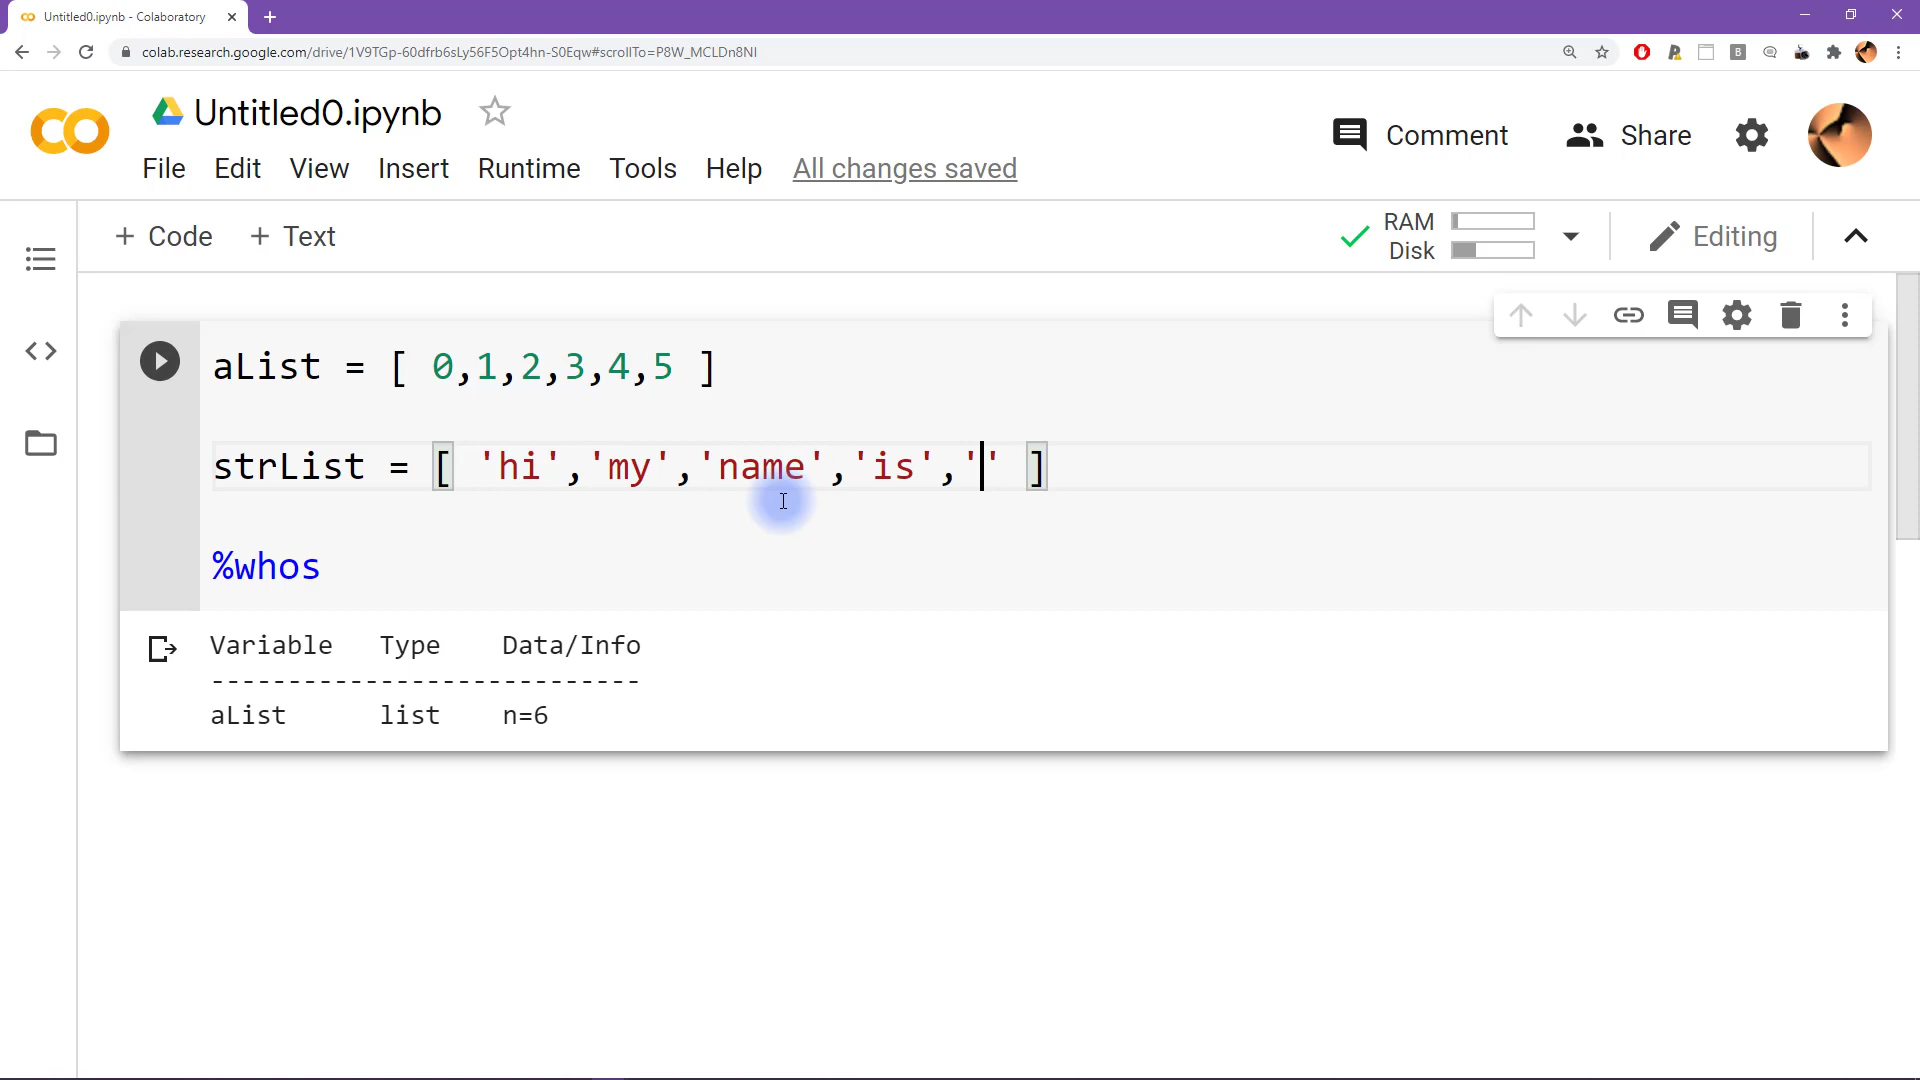 Untitled0.ipynb - Colaboratory
colab.research.google.com/drive/1V9TGp-60dfrb6sLy56F5Opt4hn-S0Eqw#scrollTo=P8W_MCLDn8NI
Untitled0.ipynb
Comment
Share
File Edit View Insert Runtime Tools Help All changes saved
+ Code + Text
RAM
Disk
Editing
aList = [ 0,1,2,3,4,5 ]
strList = [ 'hi','my','name','is','' ]
%whos
Variable Type Data/Info
----------------------------
aList list n=6